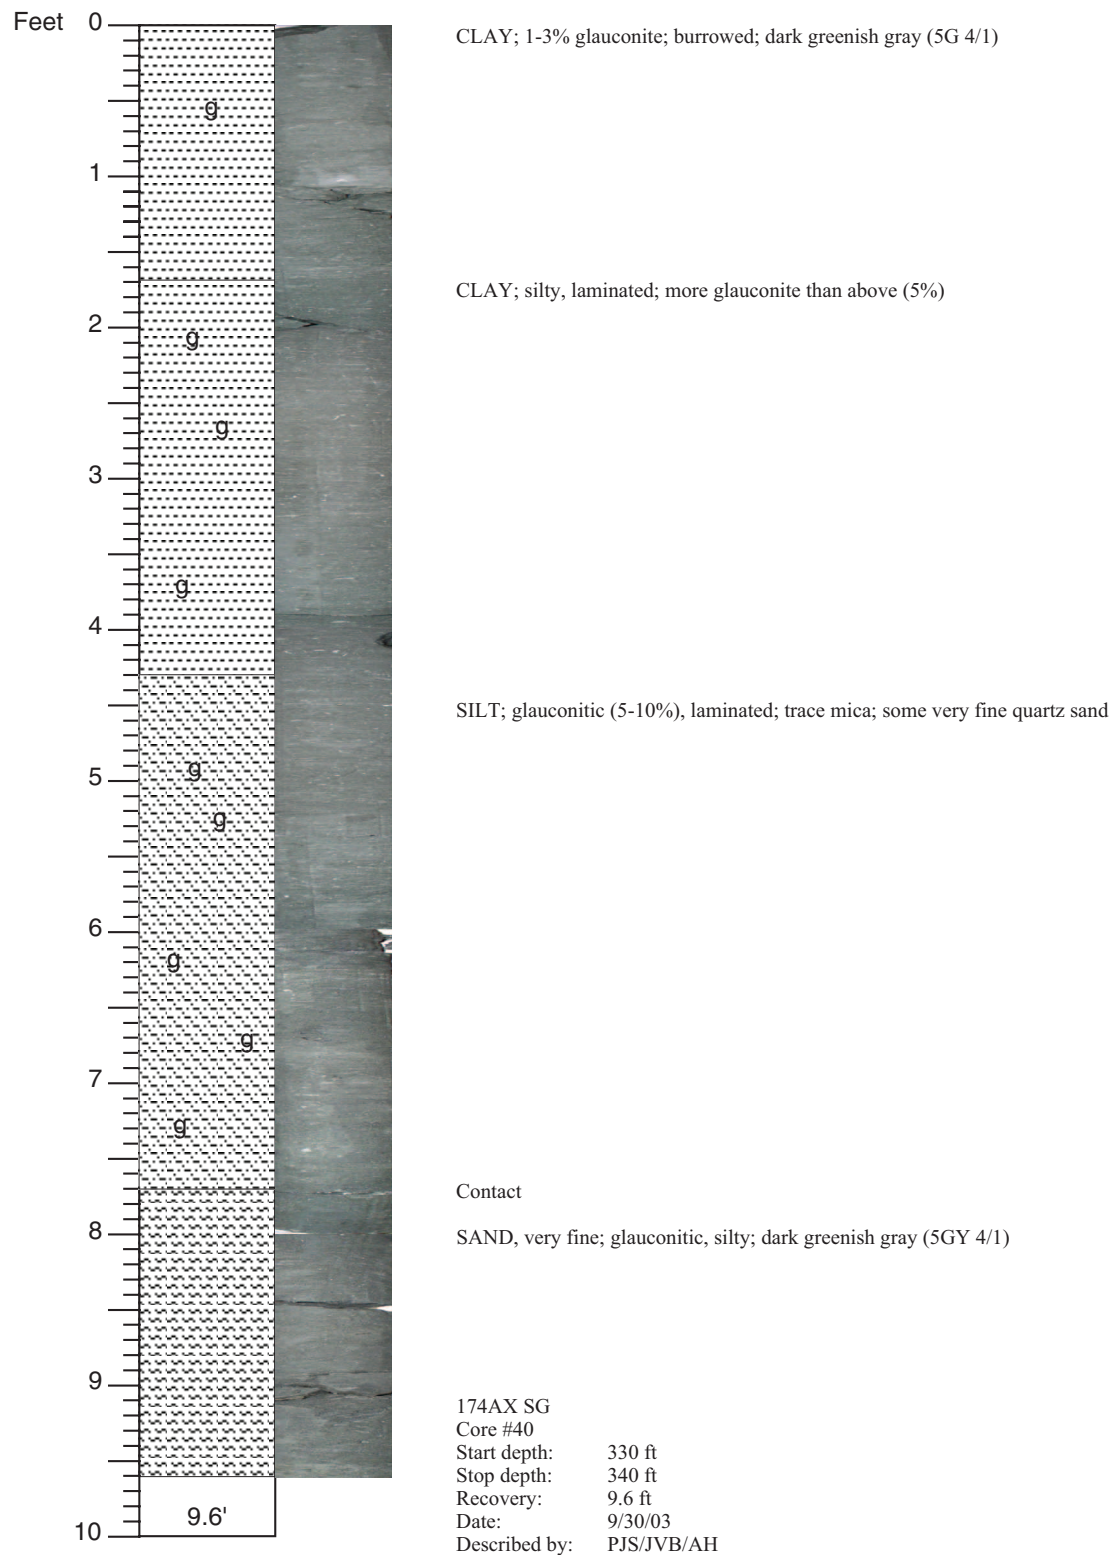 Feet 0
CLAY; 1-3% glauconite; burrowed; dark greenish gray (5G 4/1)
g
1
CLAY; silty, laminated; more glauconite than above (5%)
2
g
g
3
g
4
SILT; glauconitic (5-10%), laminated; trace mica; some very fine quartz sand
g
5
g
6
g
g
7
g
Contact
8
SAND, very fine; glauconitic, silty; dark greenish gray (5GY 4/1)
9
174AX SG
Core #40
Start depth: 330 ft
Stop depth: 340 ft
Recovery: 9.6 ft
9.6'
Date: 9/30/03
10
Described by: PJS/JVB/AH